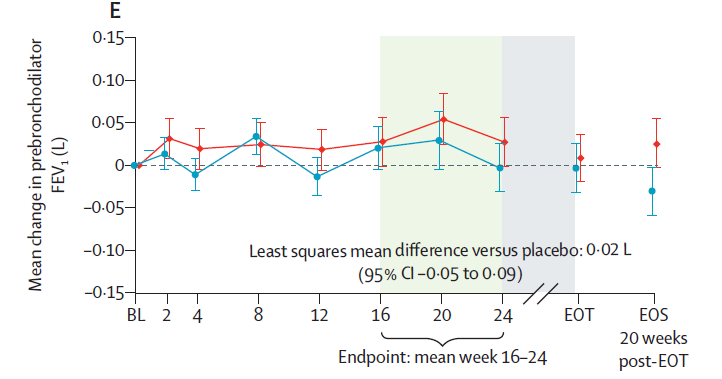 E
Mean change in prebronchodilator
FEV₁ (L)
0·15
0·10
0·05
0
–0·05
–0·10
–0·15
Least squares mean difference versus placebo: 0·02 L
(95% CI –0·05 to 0·09)
BL 2 4 8 12 16 20 24 EOT EOS
20 weeks
post-EOT
Endpoint: mean week 16–24